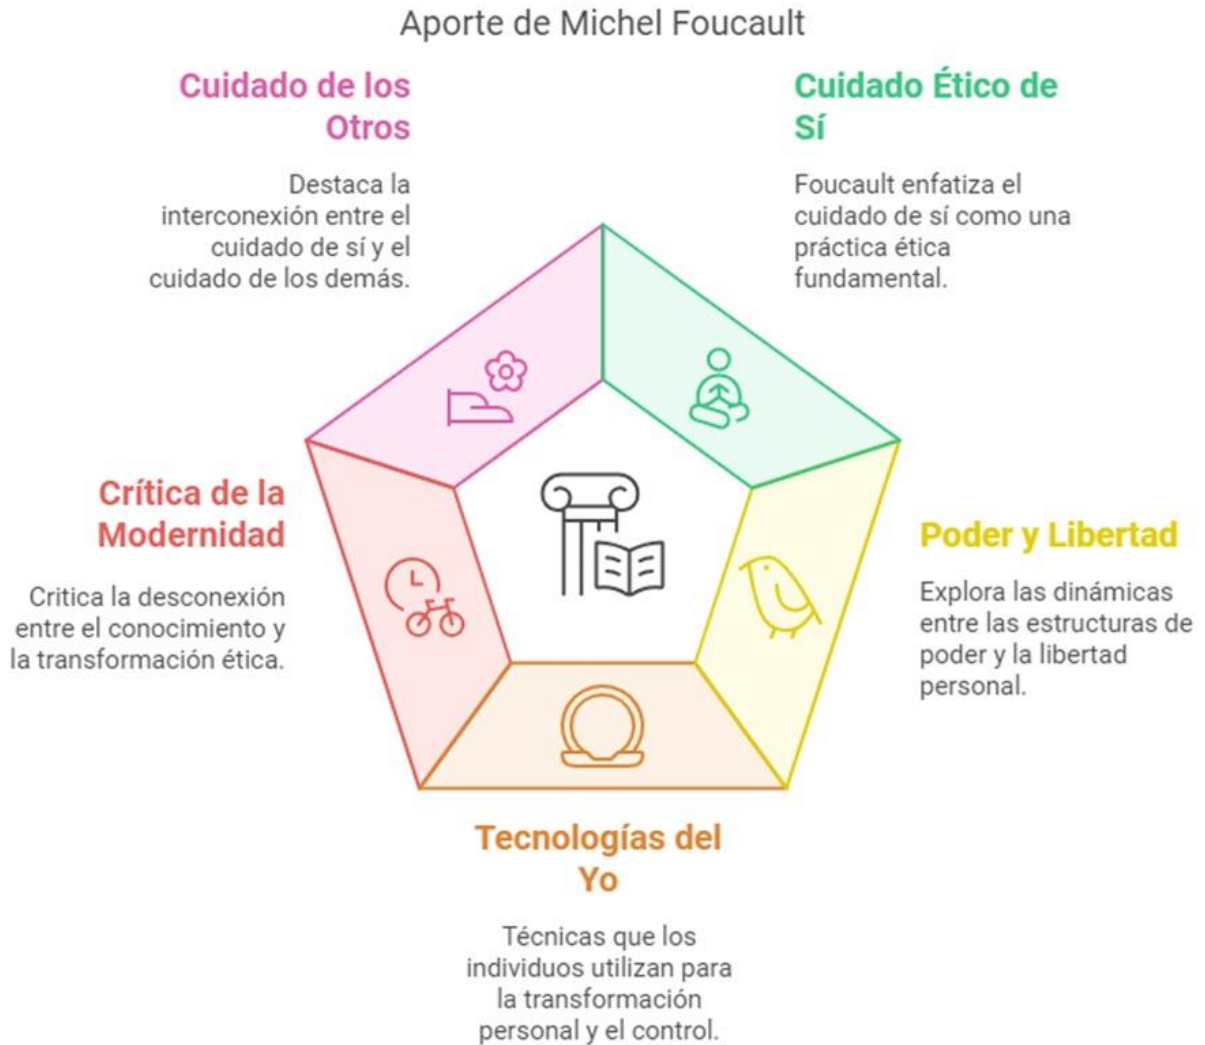 Aporte de Michel Foucault
Cuidado de los
Otros
Destaca la
interconexión entre el
cuidado de sí y el
cuidado de los demás.
Cuidado Ético de
Sí
Foucault enfatiza el
cuidado de sí como una
práctica ética
fundamental.
Crítica de la
Modernidad
Critica la desconexión
entre el conocimiento y
la transformación ética.
Poder y Libertad
Explora las dinámicas
entre las estructuras de
poder y la libertad
personal.
Tecnologías del
Yo
Técnicas que los
individuos utilizan para
la transformación
personal y el control.